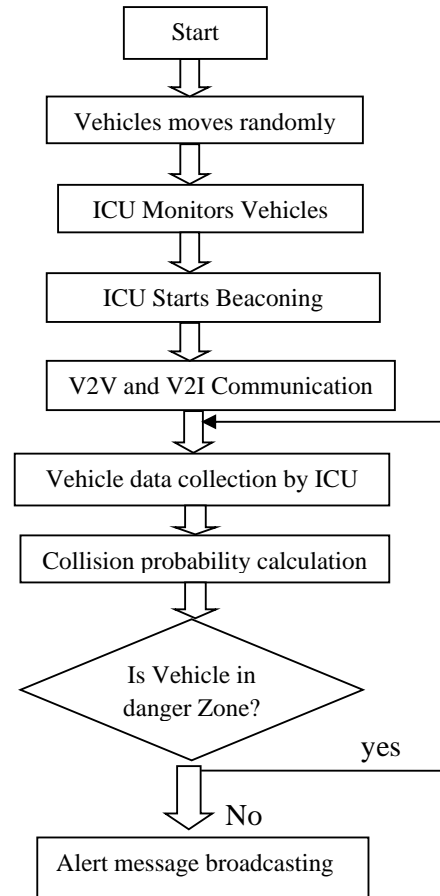 Start
Vehicles moves randomly
ICU Monitors Vehicles
ICU Starts Beaconing
V2V and V2I Communication
Vehicle data collection by ICU
Collision probability calculation
Is Vehicle in
danger Zone?
yes
No
Alert message broadcasting